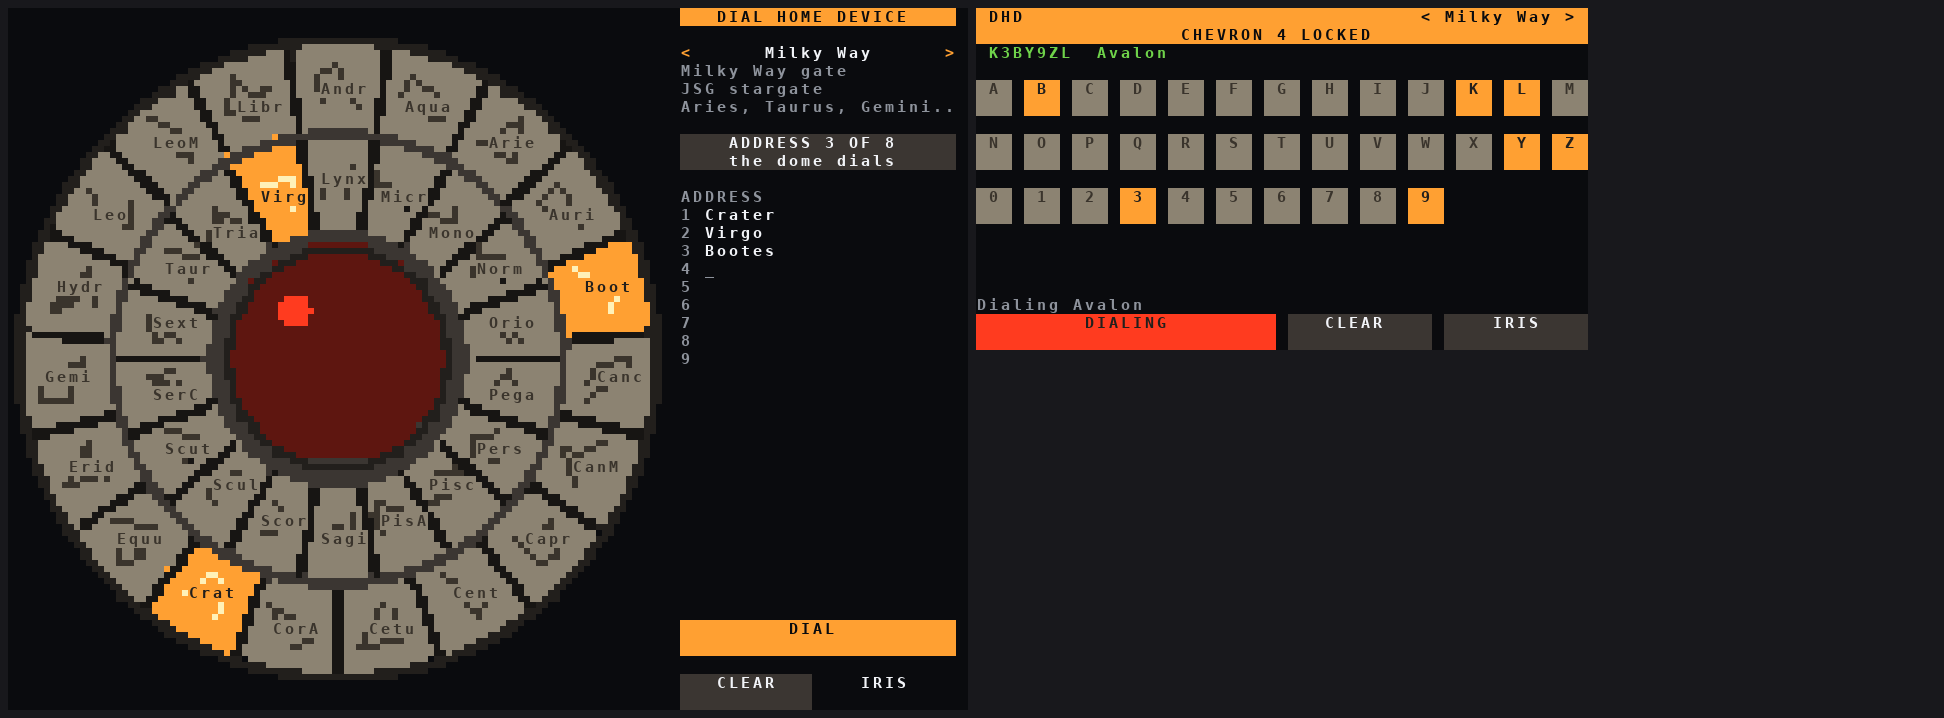 Andr
Libr
Aqua
LeoM
Arie
Lynx
Virg
Micr
Leo
Auri
Tria
Mono
Taur
Norm
Hydr
Boot
Sext
Orio
Gemi
Canc
SerC
Pega
Scut
Pers
Erid
CanM
Scul
Pisc
Scor
PisA
Equu
Sagi
Capr
Crat
Cent
CorA
Cetu
DIAL HOME DEVICE
< Milky Way >
Milky Way gate
JSG stargate
Aries, Taurus, Gemini..
ADDRESS 3 OF 8
the dome dials
ADDRESS
1 Crater
2 Virgo
3 Bootes
4 _
5
6
7
8
9
DIAL
CLEAR IRIS
DHD < Milky Way >
CHEVRON 4 LOCKED
K3BY9ZL Avalon
A B C D E F G H I J K L M
N O P Q R S T U V W X Y Z
0 1 2 3 4 5 6 7 8 9
Dialing Avalon
DIALING CLEAR IRIS